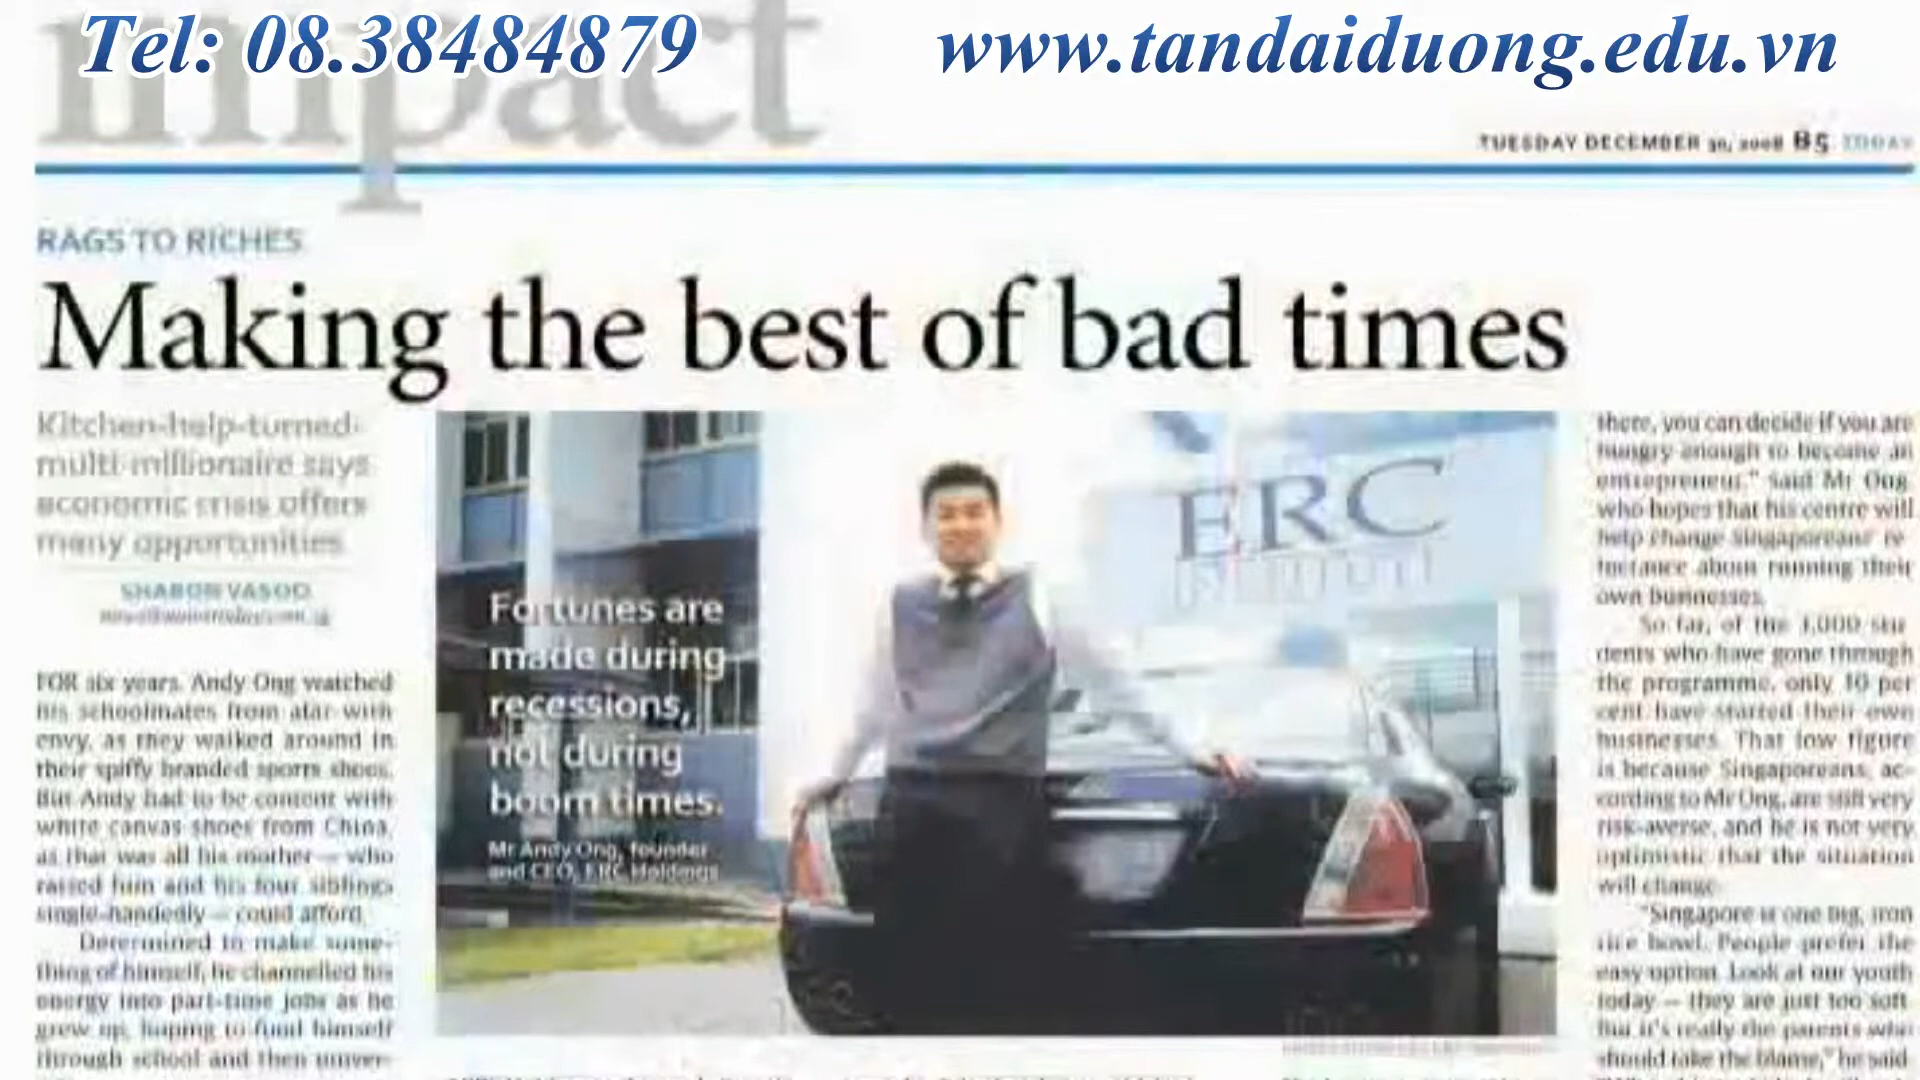 Tel: 08.38484879
www.tandaiduong.edu.vn
impact
TUESDAY DECEMBER 30, 2008 B5 TODAY
RAGS TO RICHES
Making the best of bad times
Kitchen-help-turned-
multi-millionaire says
economic crisis offers
many opportunities
SHARON VASOO
FOR six years, Andy Ong watched
his schoolmates from afar with
envy, as they walked around in
their spiffy branded sports shoes.
But Andy had to be content with
white canvas shoes from China,
as that was all his mother — who
raised him and his four siblings
single-handedly — could afford.
Determined to make some-
thing of himself, he channelled his
energy into part-time jobs as he
grew up, hoping to fund himself
through school and then univer-
Fortunes are
made during
recessions,
not during
boom times.
Mr Andy Ong, founder
and CEO, ERC Holdings
ERC
INSTITUTE
there, you can decide if you are
hungry enough to become an
entrepreneur," said Mr Ong,
who hopes that his centre will
help change Singaporeans' re-
luctance about running their
own businesses.
So far, of the 1,000 stu-
dents who have gone through
the programme, only 10 per
cent have started their own
businesses. That low figure
is because Singaporeans, ac-
cording to Mr Ong, are still very
risk-averse, and he is not very
optimistic that the situation
will change.
"Singapore is one big, iron
rice bowl. People prefer the
easy option. Look at our youth
today — they are just too soft.
But it's really the parents who
should take the blame," he said.